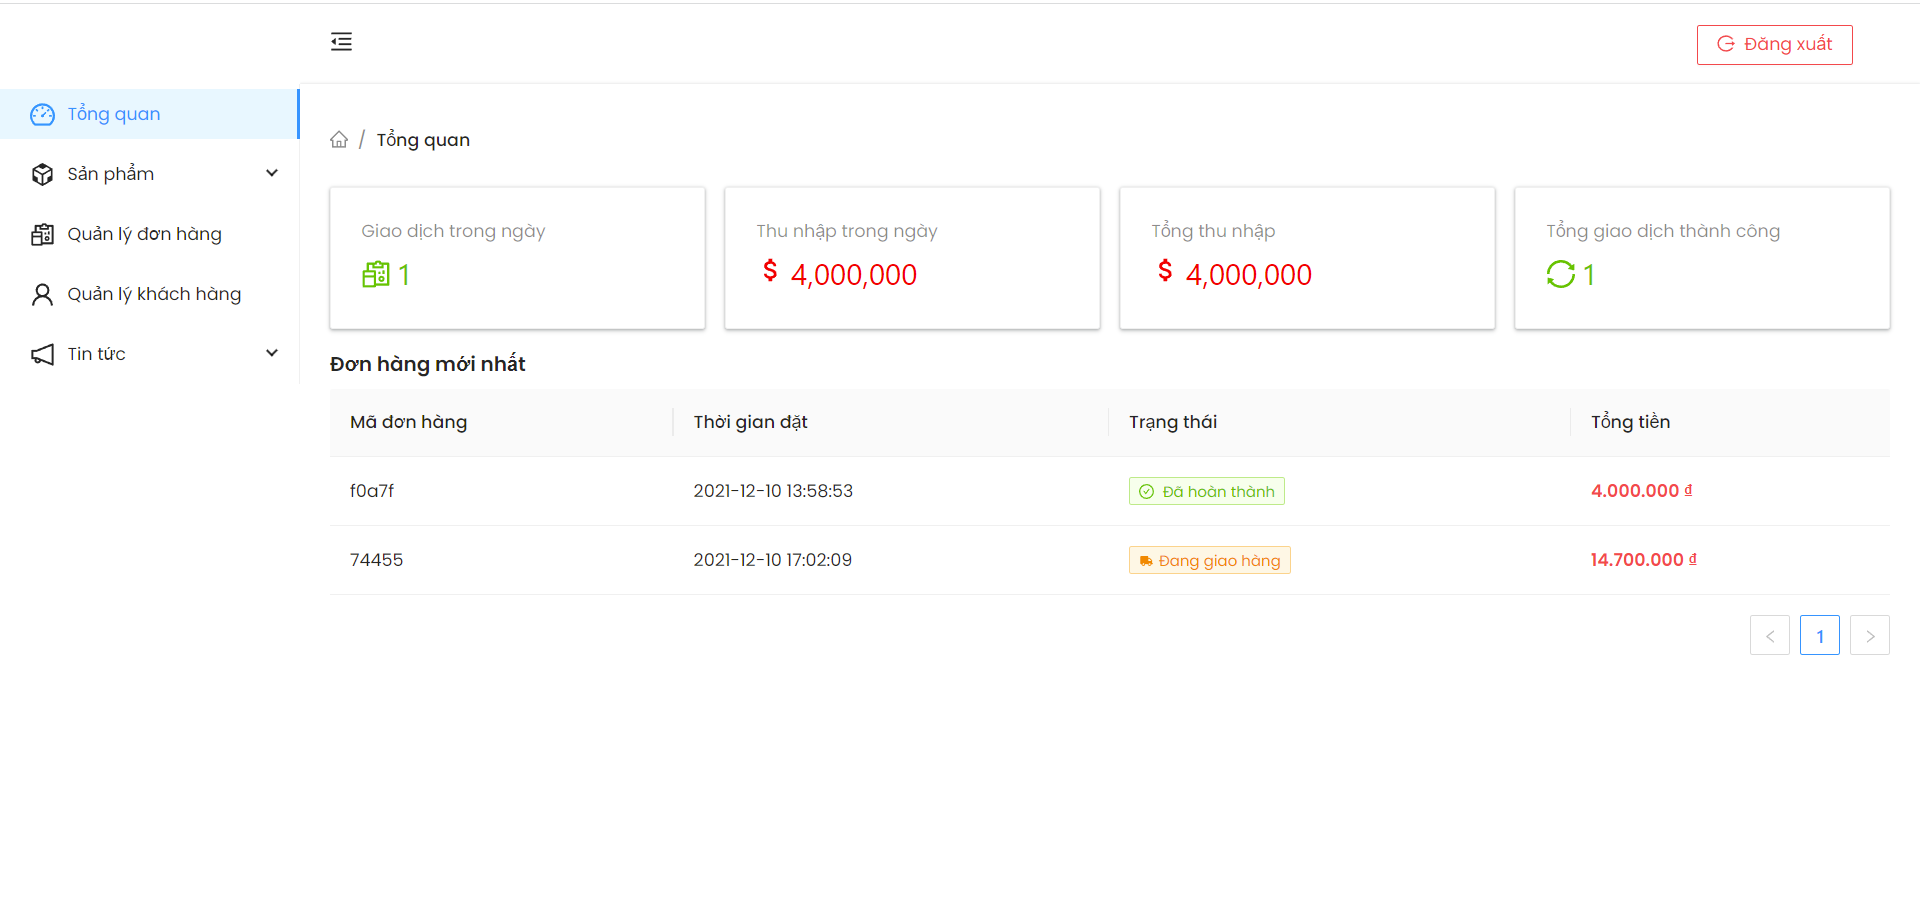 Đăng xuất
Tổng quan
Sản phẩm
Quản lý đơn hàng
Quản lý khách hàng
Tin tức
/ Tổng quan
Giao dịch trong ngày
1
Thu nhập trong ngày
$ 4,000,000
Tổng thu nhập
$ 4,000,000
Tổng giao dịch thành công
1
Đơn hàng mới nhất
Mã đơn hàng Thời gian đặt Trạng thái Tổng tiền
f0a7f 2021-12-10 13:58:53 Đã hoàn thành 4.000.000 ₫
74455 2021-12-10 17:02:09 Đang giao hàng 14.700.000 ₫
< 1 >